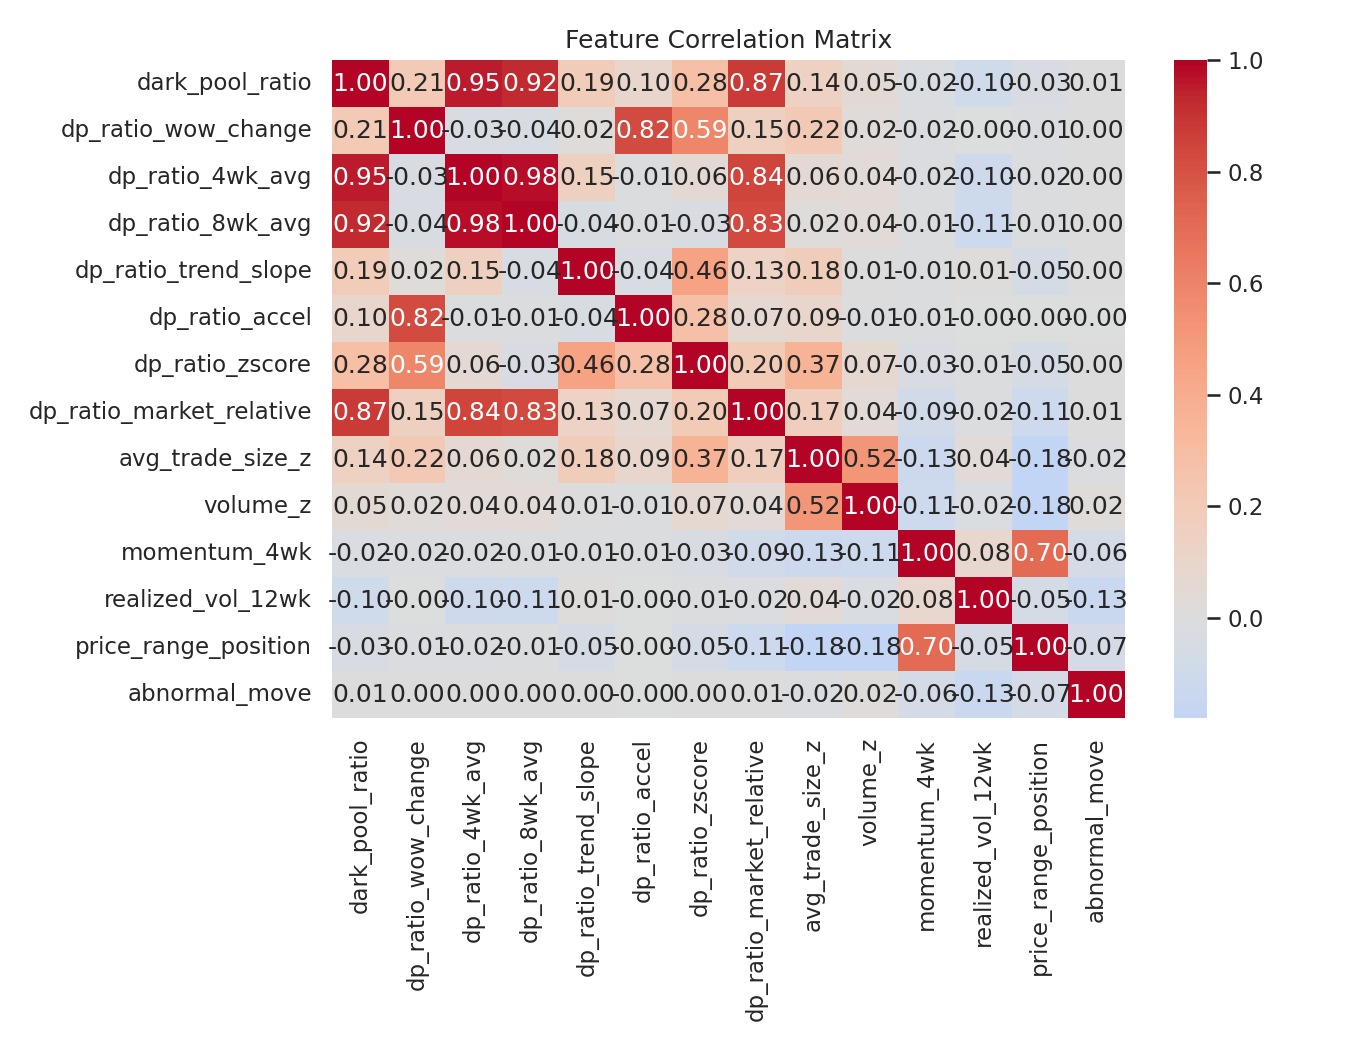 Feature Correlation Matrix
dark_pool_ratio 1.00 0.21 0.95 0.92 0.19 0.10 0.28 0.87 0.14 0.05 -0.02 -0.10 -0.03 0.01
dp_ratio_wow_change 0.21 1.00 -0.03 -0.04 0.02 0.82 0.59 0.15 0.22 0.02 -0.02 -0.00 -0.01 0.00
dp_ratio_4wk_avg 0.95 -0.03 1.00 0.98 0.15 -0.01 0.06 0.84 0.06 0.04 -0.02 -0.10 -0.02 0.00
dp_ratio_8wk_avg 0.92 -0.04 0.98 1.00 -0.04 -0.01 -0.03 0.83 0.02 0.04 -0.01 -0.11 -0.01 0.00
dp_ratio_trend_slope 0.19 0.02 0.15 -0.04 1.00 -0.04 0.46 0.13 0.18 0.01 -0.01 0.01 -0.05 0.00
dp_ratio_accel 0.10 0.82 -0.01 -0.01 -0.04 1.00 0.28 0.07 0.09 -0.01 -0.01 -0.00 -0.00 -0.00
dp_ratio_zscore 0.28 0.59 0.06 -0.03 0.46 0.28 1.00 0.20 0.37 0.07 -0.03 -0.01 -0.05 0.00
dp_ratio_market_relative 0.87 0.15 0.84 0.83 0.13 0.07 0.20 1.00 0.17 0.04 -0.09 -0.02 -0.11 0.01
avg_trade_size_z 0.14 0.22 0.06 0.02 0.18 0.09 0.37 0.17 1.00 0.52 -0.13 0.04 -0.18 -0.02
volume_z 0.05 0.02 0.04 0.04 0.01 -0.01 0.07 0.04 0.52 1.00 -0.11 -0.02 -0.18 0.02
momentum_4wk -0.02 -0.02 -0.02 -0.01 -0.01 -0.01 -0.03 -0.09 -0.13 -0.11 1.00 0.08 0.70 -0.06
realized_vol_12wk -0.10 -0.00 -0.10 -0.11 0.01 -0.00 -0.01 -0.02 0.04 -0.02 0.08 1.00 -0.05 -0.13
price_range_position -0.03 -0.01 -0.02 -0.01 -0.05 -0.00 -0.05 -0.11 -0.18 -0.18 0.70 -0.05 1.00 -0.07
abnormal_move 0.01 0.00 0.00 0.00 0.00 -0.00 0.00 0.01 -0.02 0.02 -0.06 -0.13 -0.07 1.00
dark_pool_ratio
dp_ratio_wow_change
dp_ratio_4wk_avg
dp_ratio_8wk_avg
dp_ratio_trend_slope
dp_ratio_accel
dp_ratio_zscore
dp_ratio_market_relative
avg_trade_size_z
volume_z
momentum_4wk
realized_vol_12wk
price_range_position
abnormal_move
1.0
0.8
0.6
0.4
0.2
0.0